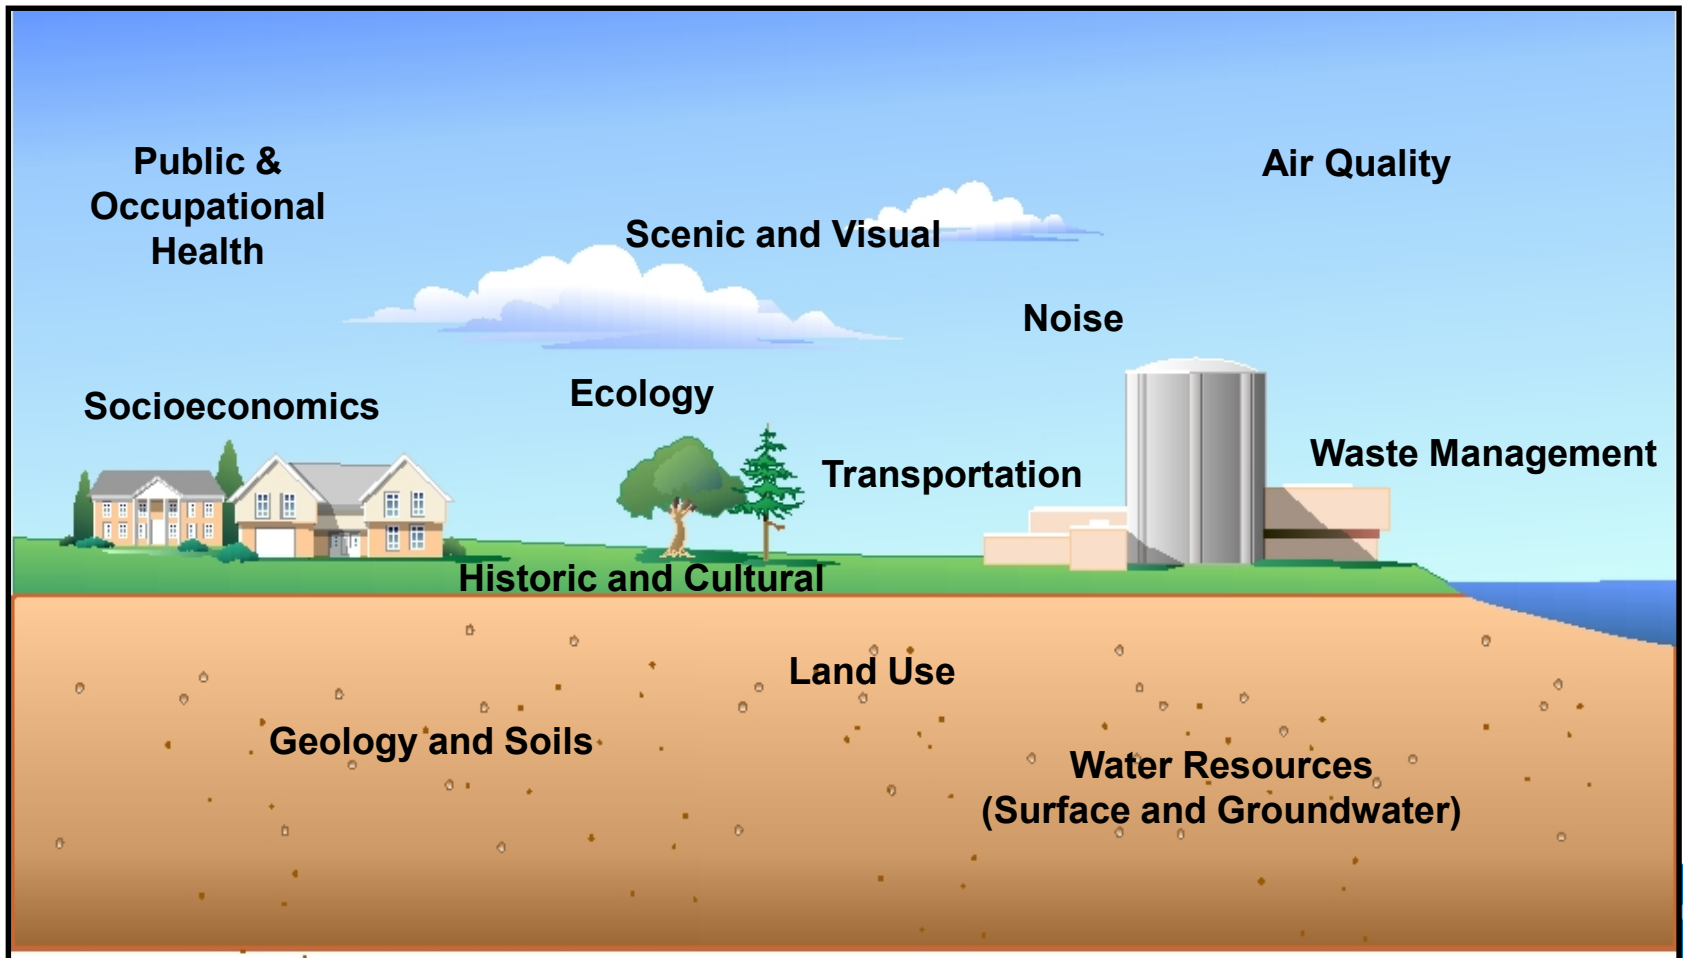 Public &
Occupational
Health
Air Quality
Scenic and Visual
Noise
Ecology
Socioeconomics
Waste Management
Transportation
Historic and Cultural
Land Use
Geology and Soils
Water Resources
(Surface and Groundwater)